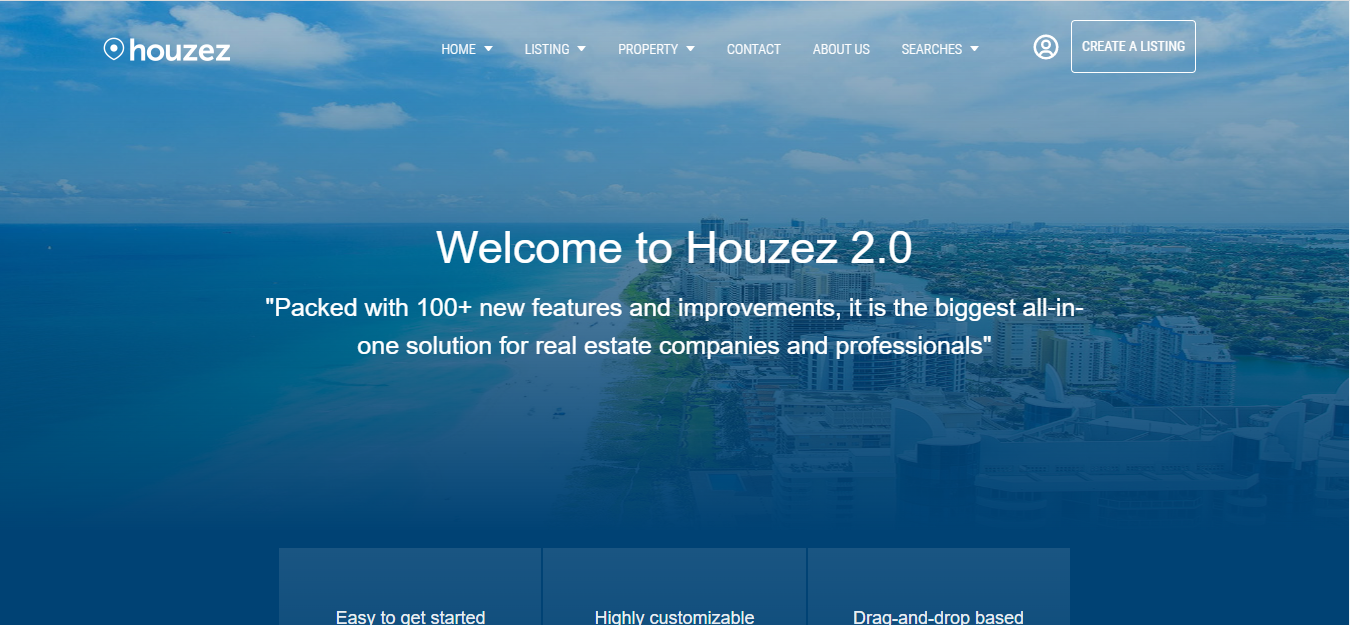 houzez
HOME LISTING PROPERTY CONTACT ABOUT US SEARCHES CREATE A LISTING
Welcome to Houzez 2.0
"Packed with 100+ new features and improvements, it is the biggest all-in-
one solution for real estate companies and professionals"
Easy to get started Highly customizable Drag-and-drop based